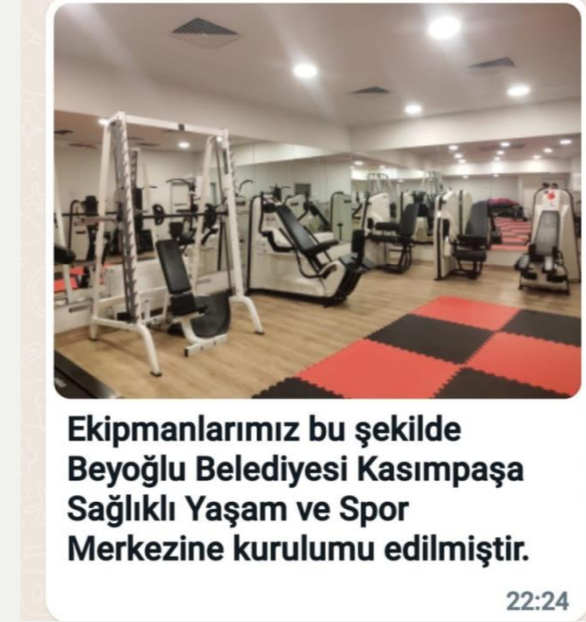 Ekipmanlarımız bu şekilde
Beyoğlu Belediyesi Kasımpaşa
Sağlıklı Yaşam ve Spor
Merkezine kurulumu edilmiştir.
22:24